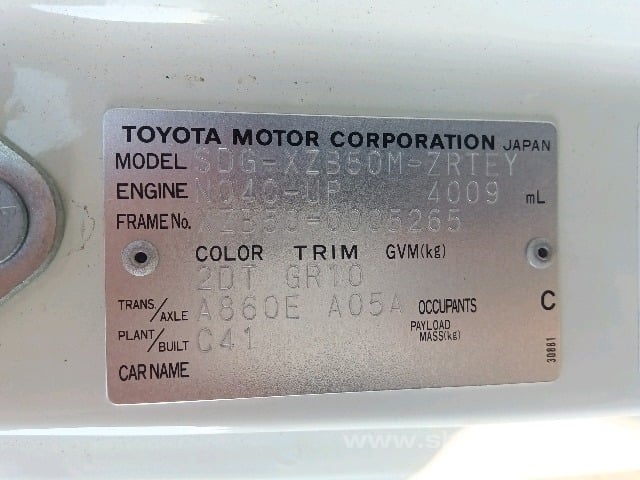 TOYOTA MOTOR CORPORATION JAPAN
MODEL SDG-XZB50M-ZRTEY
ENGINE N04C-UP 4009 mL
FRAME No. XZB50-0005265
COLOR TRIM GVM(kg)
2DT GR10
TRANS./AXLE A860E A05A OCCUPANTS C
PLANT/BUILT C41 PAYLOAD MASS(kg)
CAR NAME
30881